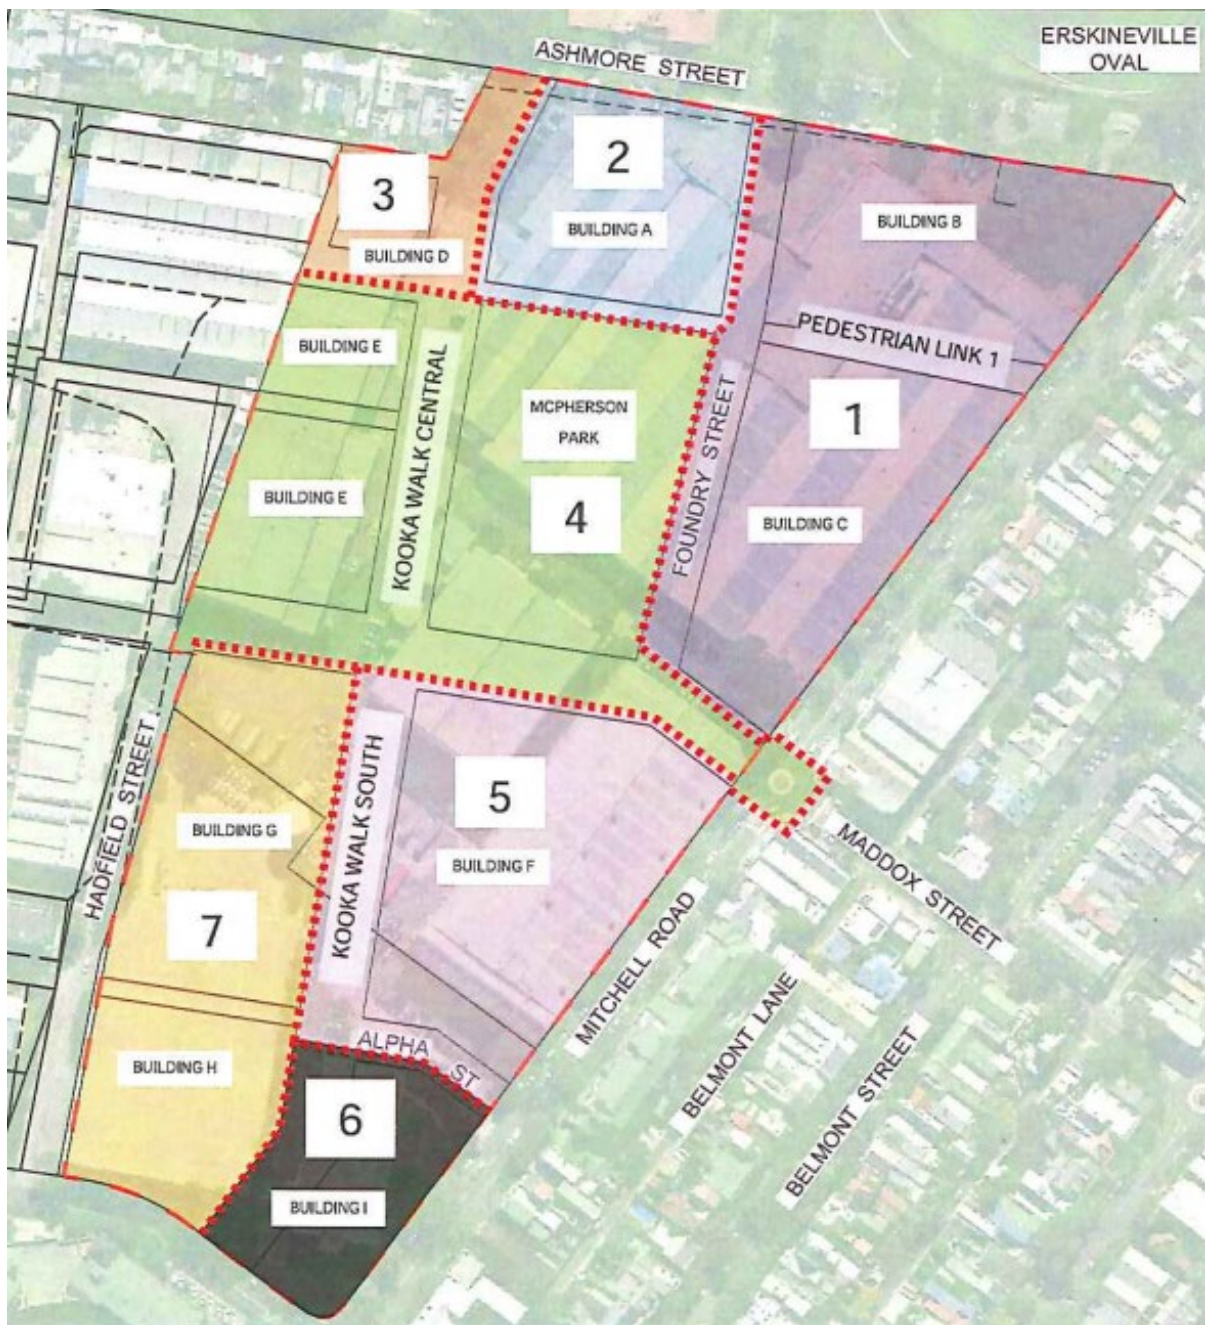 ERSKINEVILLE
OVAL
ASHMORE STREET
2
3
BUILDING A
BUILDING B
BUILDING D
PEDESTRIAN LINK 1
BUILDING E
KOOKA WALK CENTRAL
MCPHERSON
PARK
FOUNDRY STREET
1
BUILDING E
4
BUILDING C
HADFIELD STREET
KOOKA WALK SOUTH
5
BUILDING G
BUILDING F
MADDOX STREET
7
MITCHELL ROAD
BELMONT LANE
BELMONT STREET
ALPHA ST
BUILDING H
6
BUILDING I